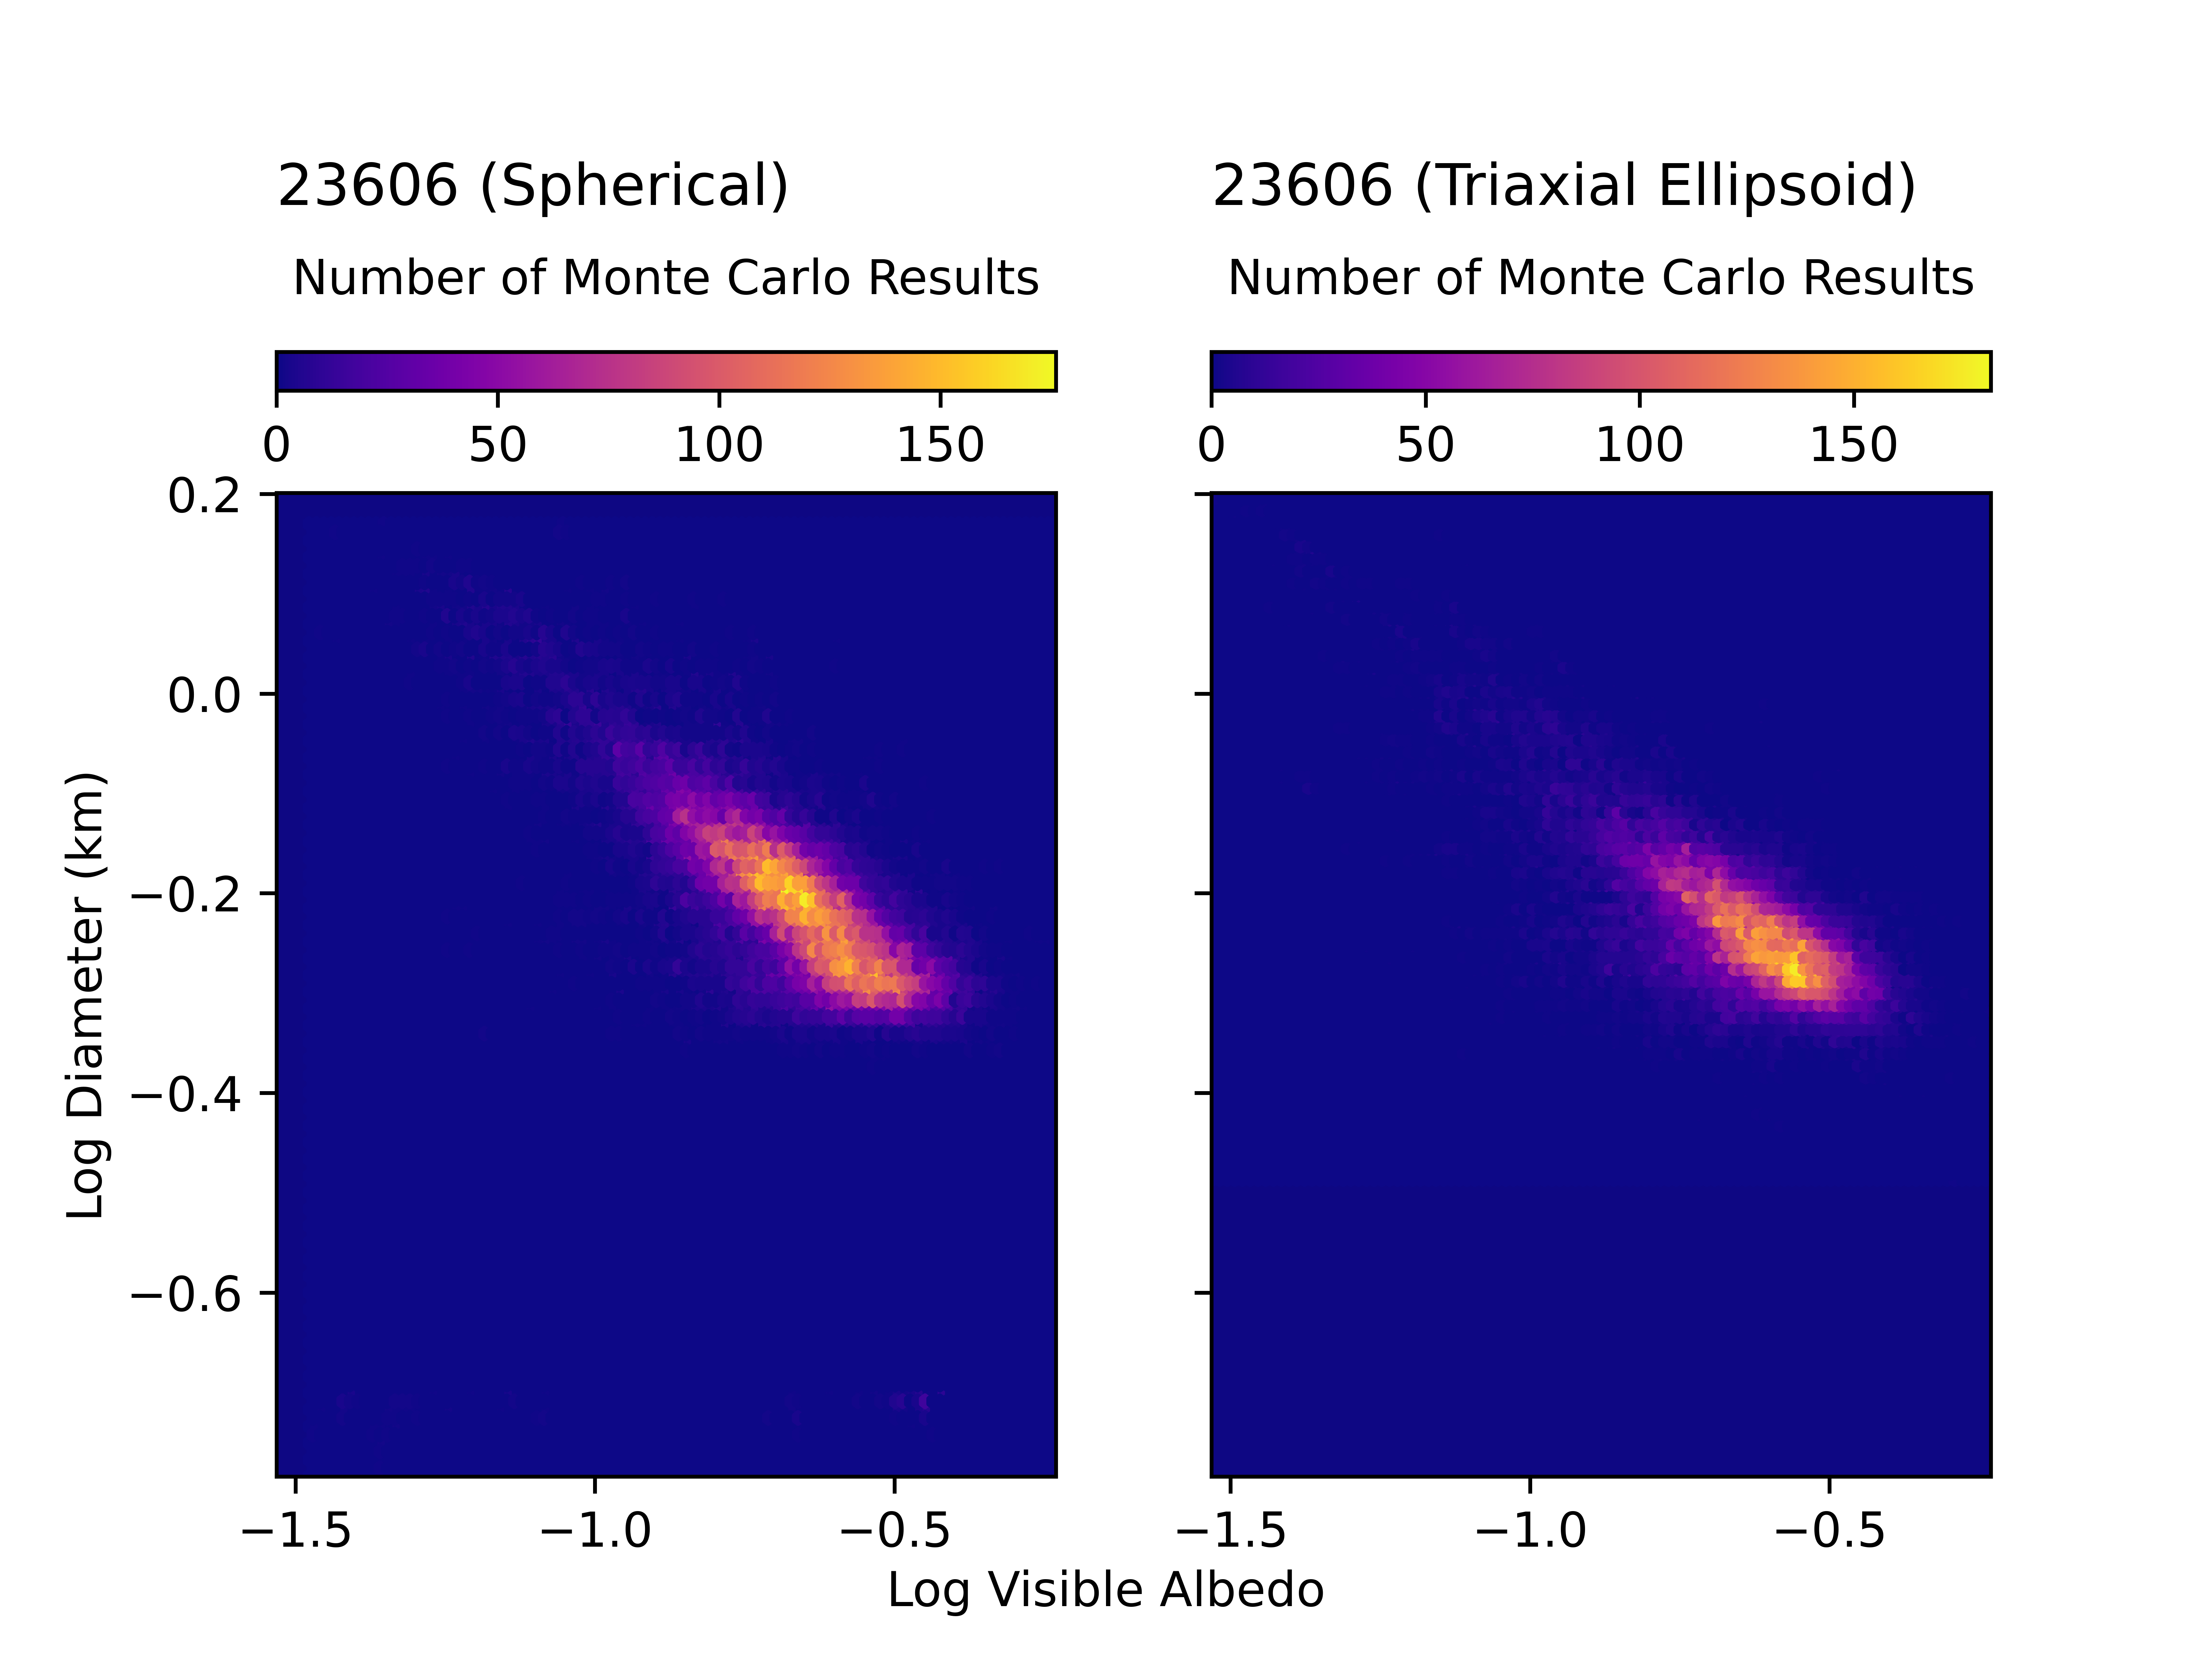 23606 (Spherical)
Number of Monte Carlo Results
0 50 100 150
23606 (Triaxial Ellipsoid)
Number of Monte Carlo Results
0 50 100 150
Log Diameter (km)
0.2
0.0
−0.2
−0.4
−0.6
−1.5 −1.0 −0.5
−1.5 −1.0 −0.5
Log Visible Albedo